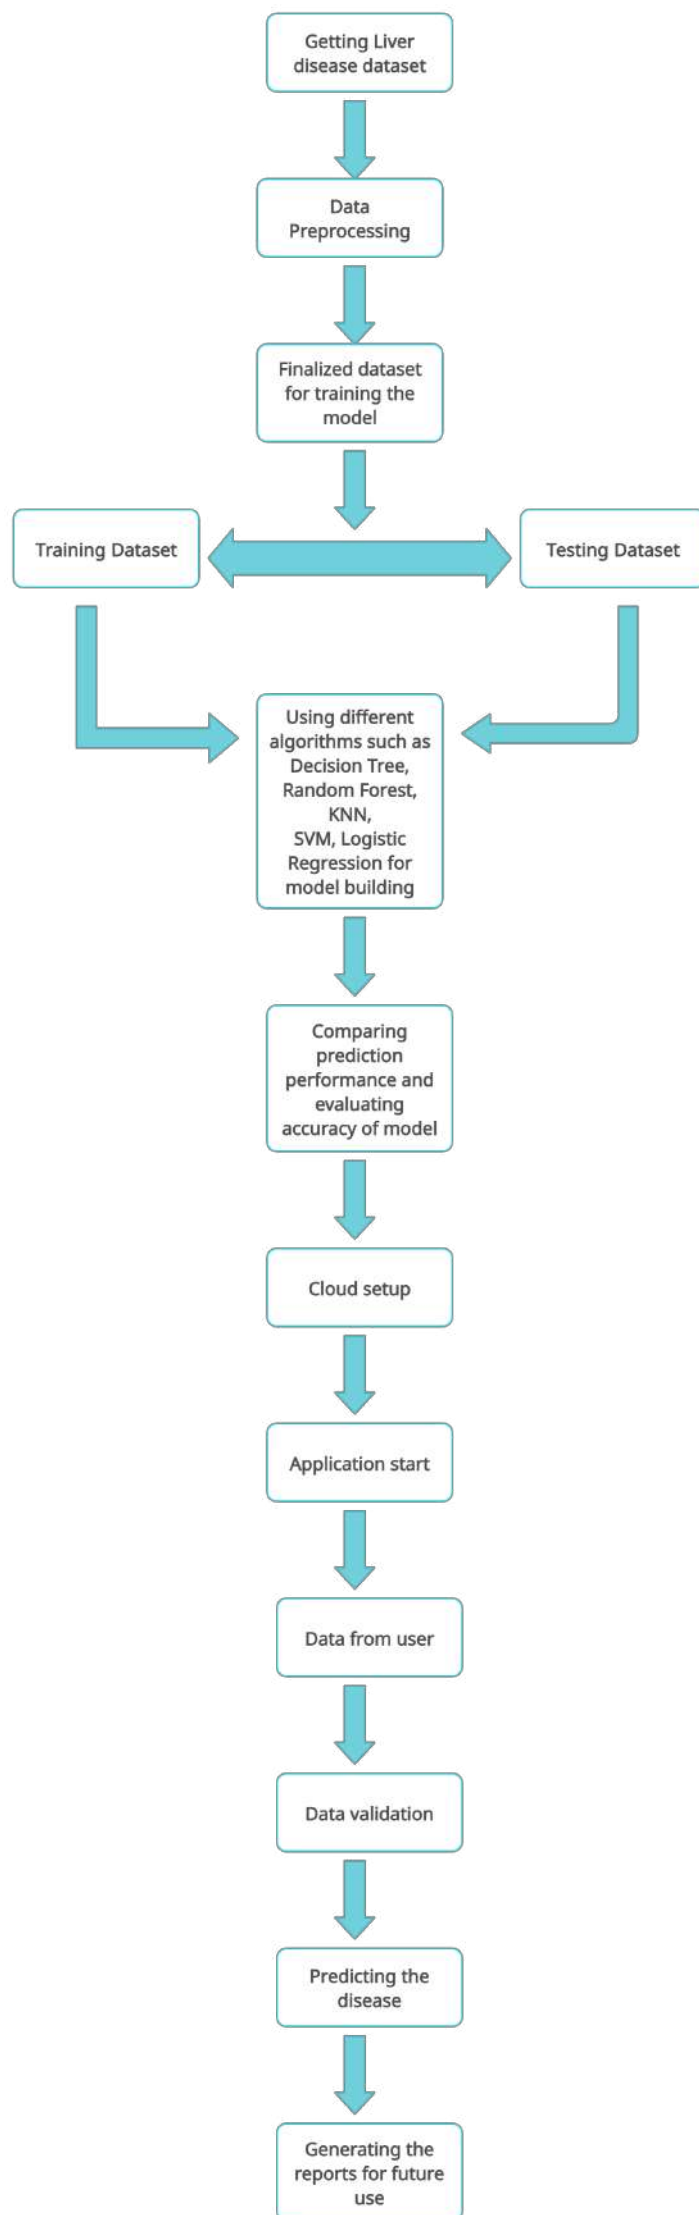 Getting Liver
disease dataset
Data
Preprocessing
Finalized dataset
for training the
model
Training Dataset
Testing Dataset
Using different
algorithms such as
Decision Tree,
Random Forest,
KNN,
SVM, Logistic
Regression for
model building
Comparing
prediction
performance and
evaluating
accuracy of model
Cloud setup
Application start
Data from user
Data validation
Predicting the
disease
Generating the
reports for future
use